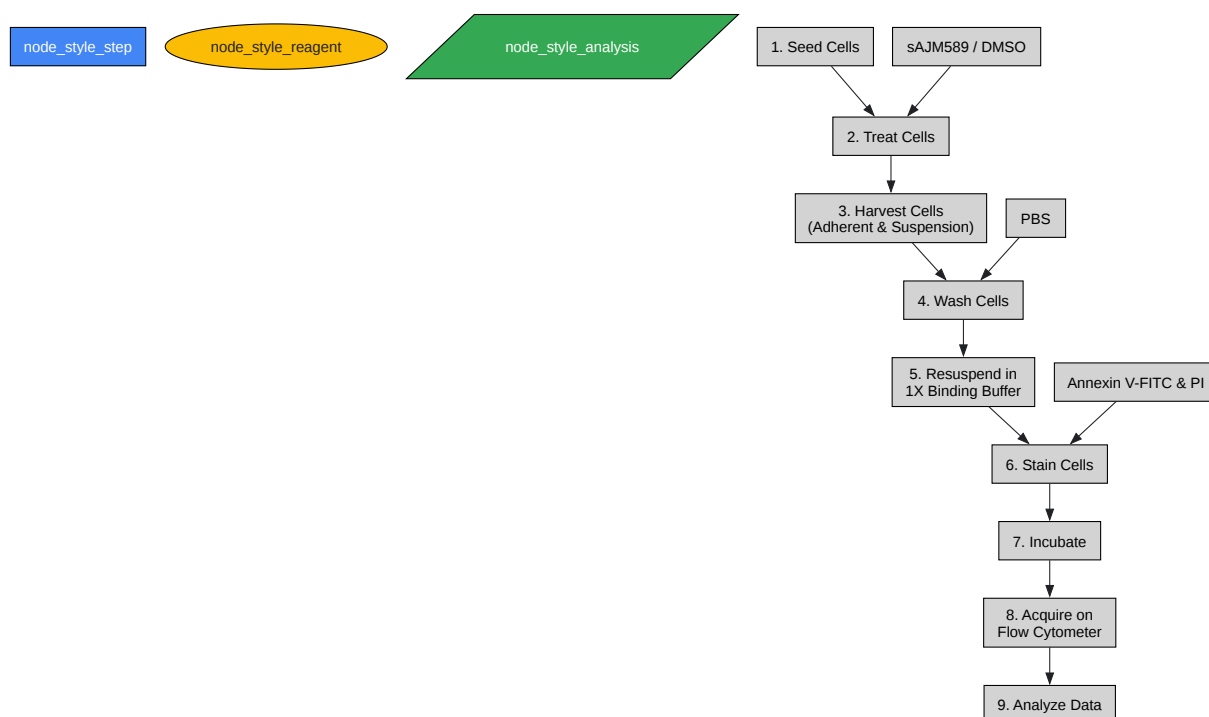 node_style_step
node_style_reagent
node_style_analysis
1. Seed Cells
sAJM589 / DMSO
2. Treat Cells
3. Harvest Cells
(Adherent & Suspension)
PBS
4. Wash Cells
5. Resuspend in
1X Binding Buffer
Annexin V-FITC & PI
6. Stain Cells
7. Incubate
8. Acquire on
Flow Cytometer
9. Analyze Data